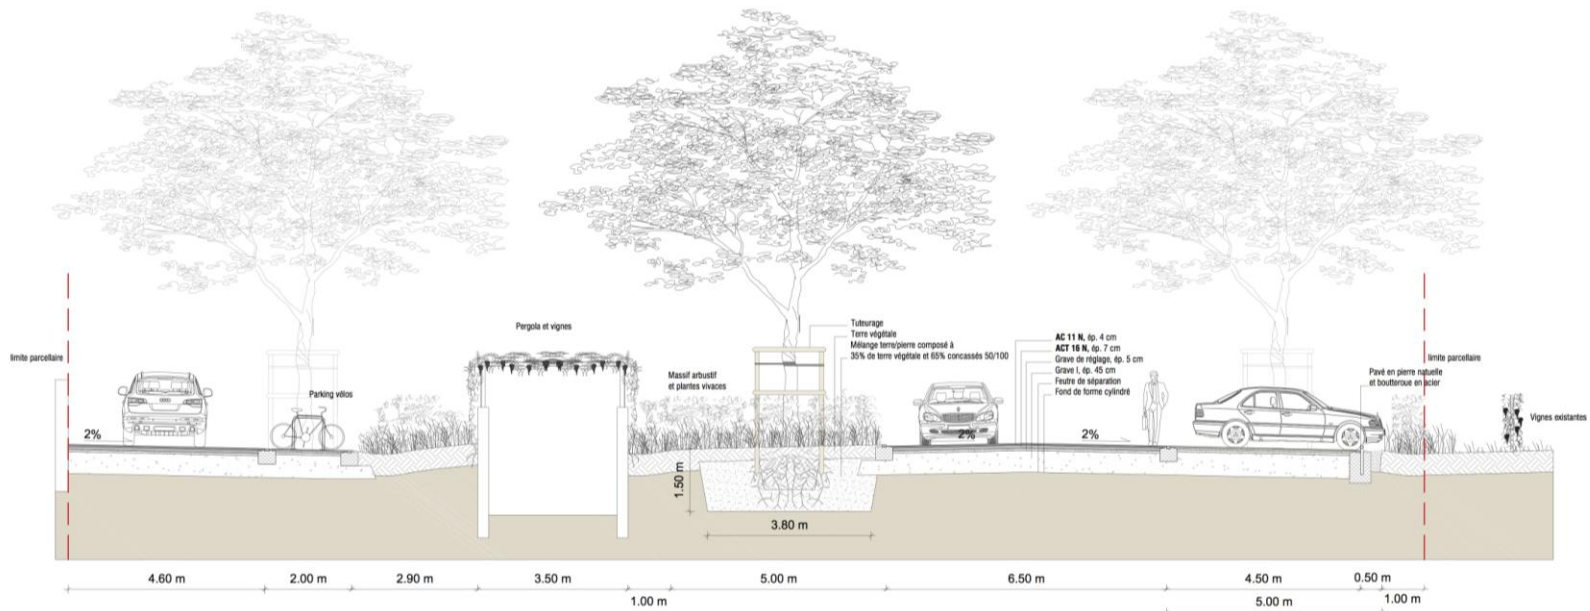 Pergola et vignes
Tuteurage
Terre végétale
Mélange terre/pierre composé à
35% de terre végétale et 65% concassés 50/100
AC 11 N, ép. 4 cm
ACT 16 N, ép. 7 cm
Grave de réglage, ép. 5 cm
Grave I, ép. 45 cm
Feutre de séparation
Fond de forme cylindré
limite parcellaire
limite parcellaire
Pavé en pierre natuelle
et boutteroue en acier
Massif arbustif
et plantes vivaces
Parking vélos
Vignes existantes
2%
2%
2%
1.50 m
3.80 m
4.60 m
2.00 m
2.90 m
3.50 m
5.00 m
6.50 m
4.50 m
0.50 m
1.00 m
5.00 m
1.00 m